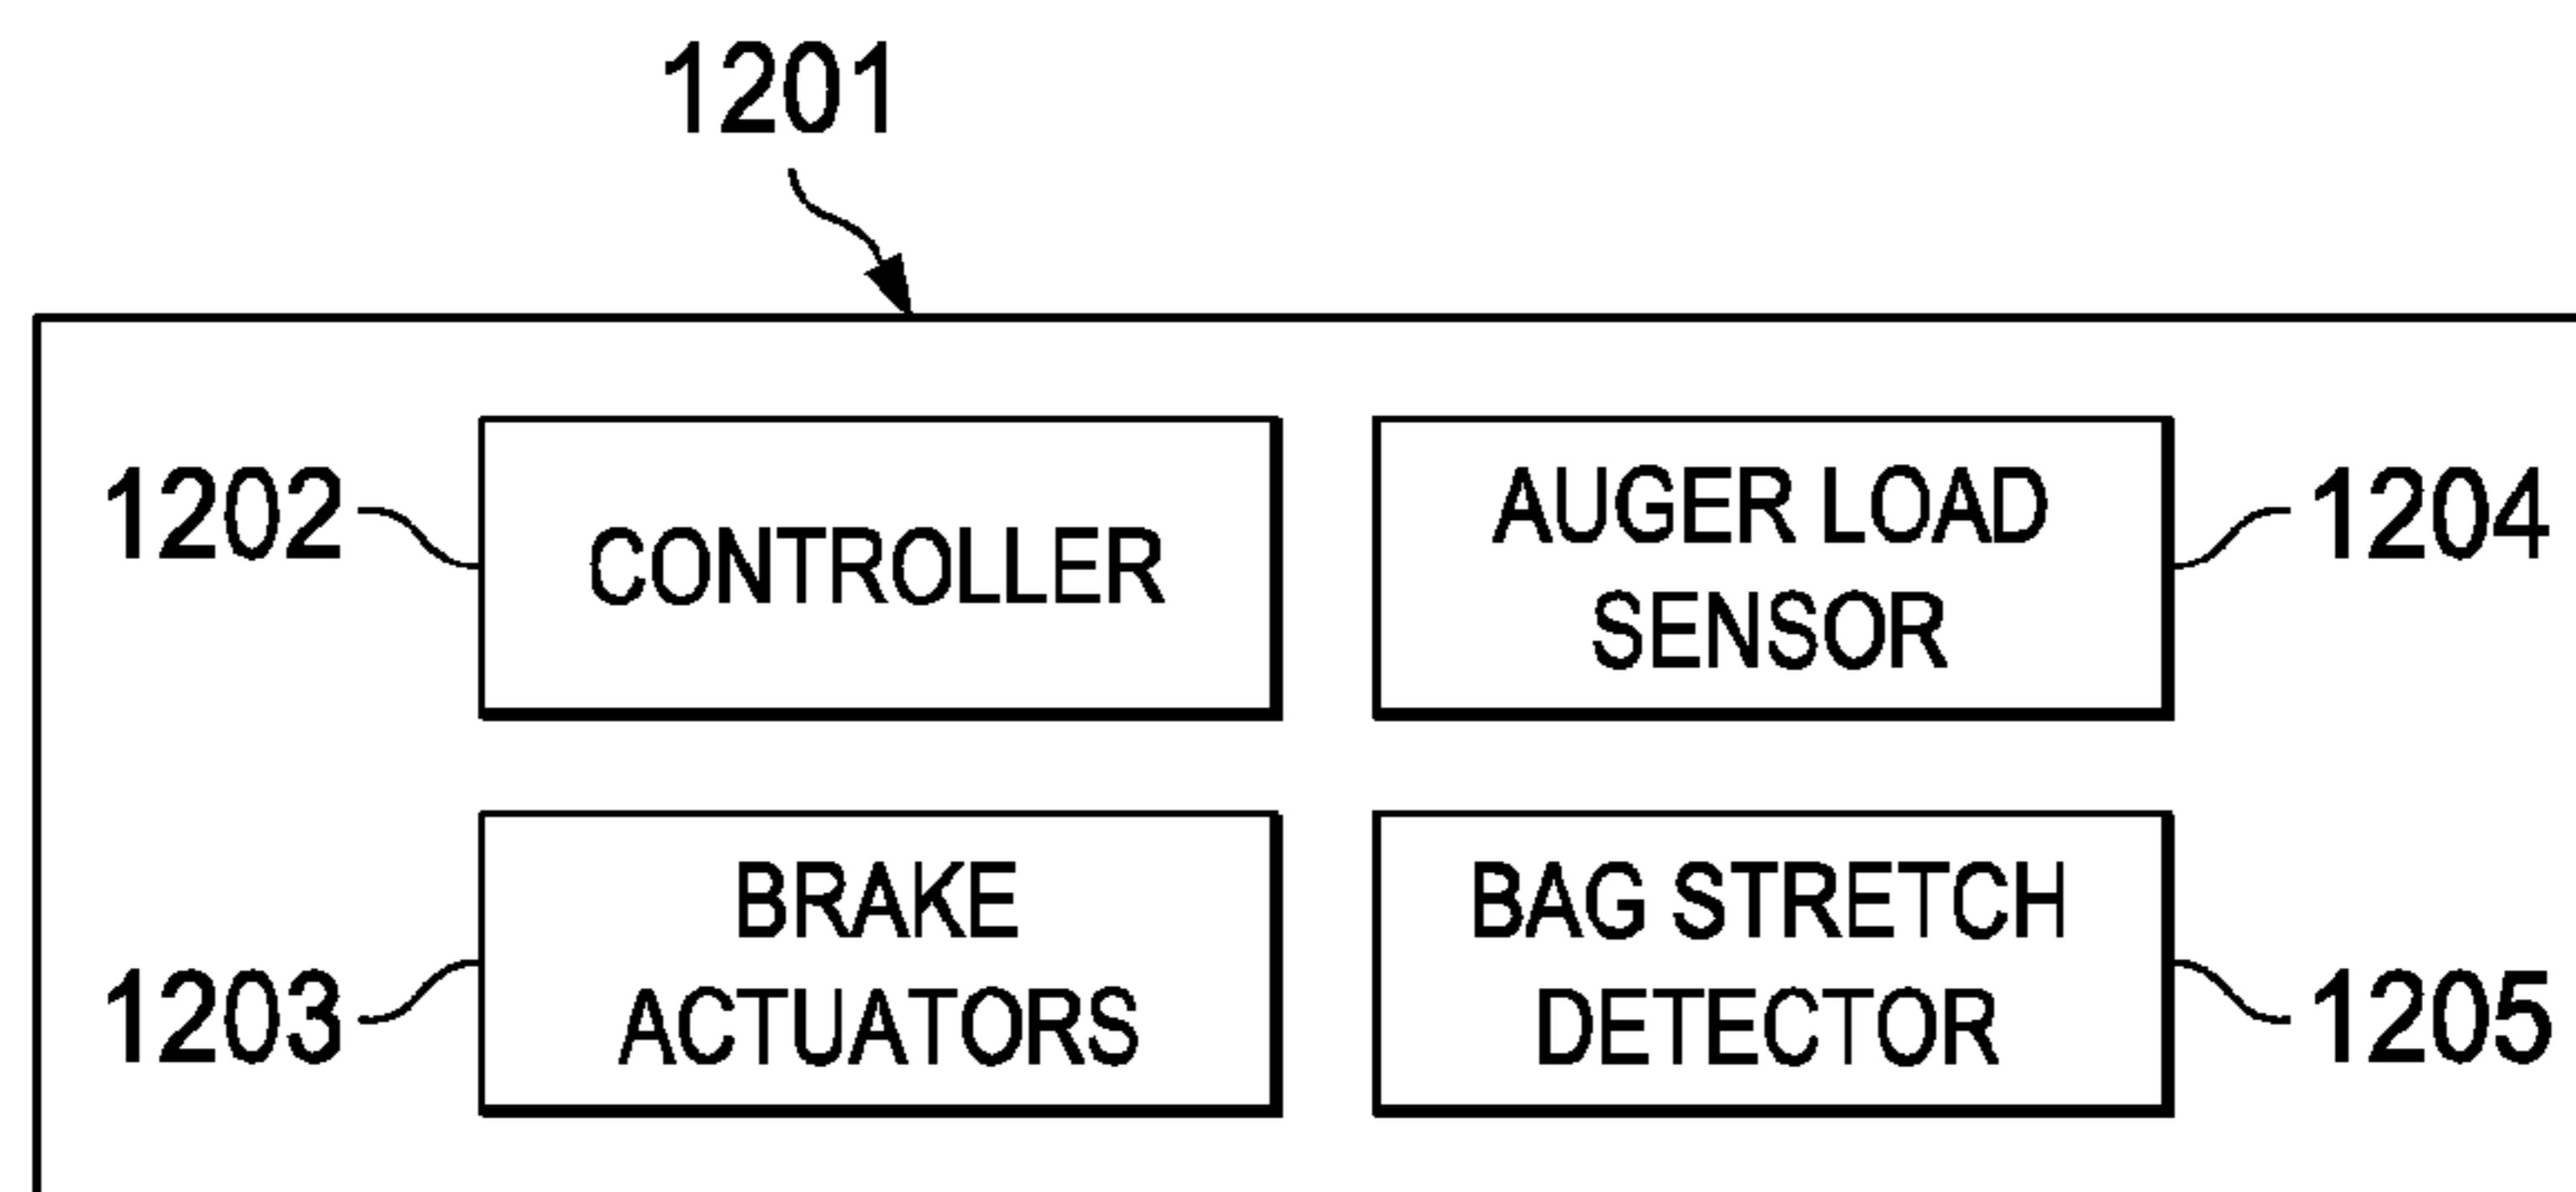 1201
1202
CONTROLLER
AUGER LOAD
SENSOR
1204
1203
BRAKE
ACTUATORS
BAG STRETCH
DETECTOR
1205